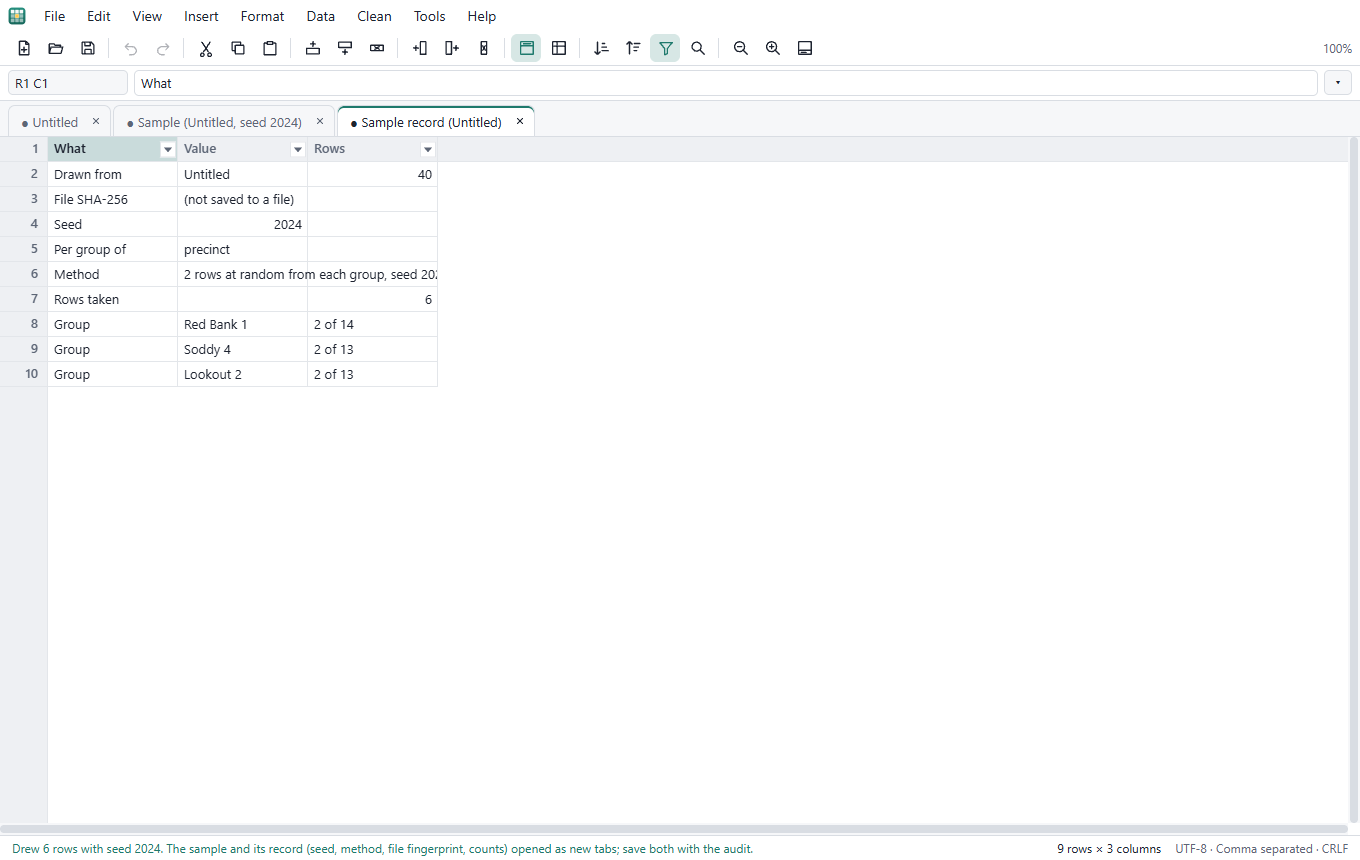 File Edit View Insert Format Data Clean Tools Help
100%
R1 C1 What
● Untitled × ● Sample (Untitled, seed 2024) × ● Sample record (Untitled) ×
1 What Value Rows
2 Drawn from Untitled 40
3 File SHA-256 (not saved to a file)
4 Seed 2024
5 Per group of precinct
6 Method 2 rows at random from each group, seed 202
7 Rows taken 6
8 Group Red Bank 1 2 of 14
9 Group Soddy 4 2 of 13
10 Group Lookout 2 2 of 13
Drew 6 rows with seed 2024. The sample and its record (seed, method, file fingerprint, counts) opened as new tabs; save both with the audit. 9 rows × 3 columns UTF-8 · Comma separated · CRLF